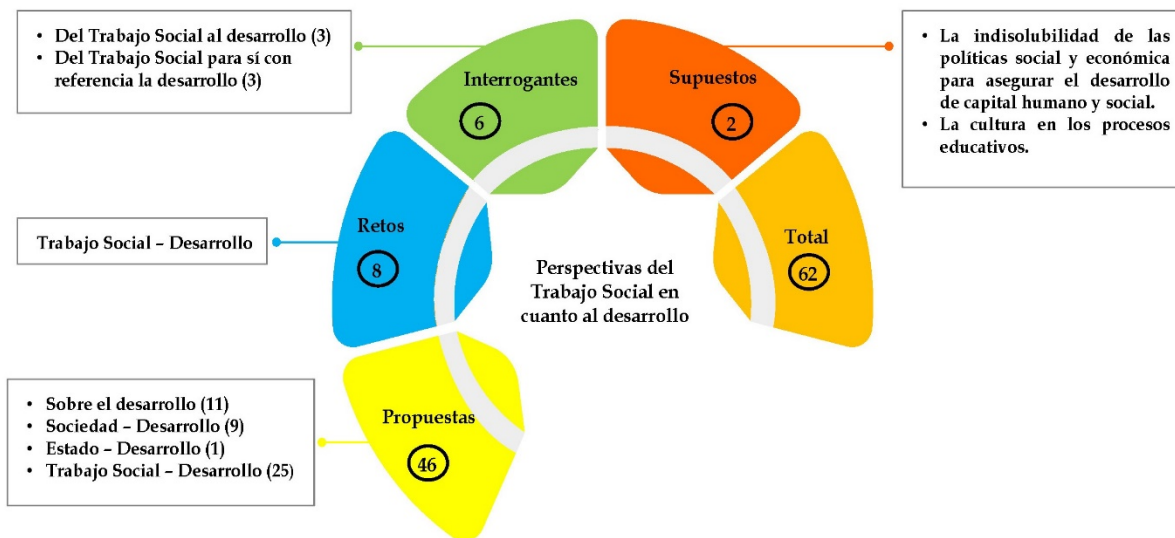 • Del Trabajo Social al desarrollo (3)
• Del Trabajo Social para sí con
referencia la desarrollo (3)
Interrogantes
6
Supuestos
2
• La indisolubilidad de las
políticas social y económica
para asegurar el desarrollo
de capital humano y social.
• La cultura en los procesos
educativos.
Trabajo Social – Desarrollo
Retos
8
Perspectivas del
Trabajo Social en
cuanto al desarrollo
Total
62
• Sobre el desarrollo (11)
• Sociedad – Desarrollo (9)
• Estado – Desarrollo (1)
• Trabajo Social – Desarrollo (25)
Propuestas
46